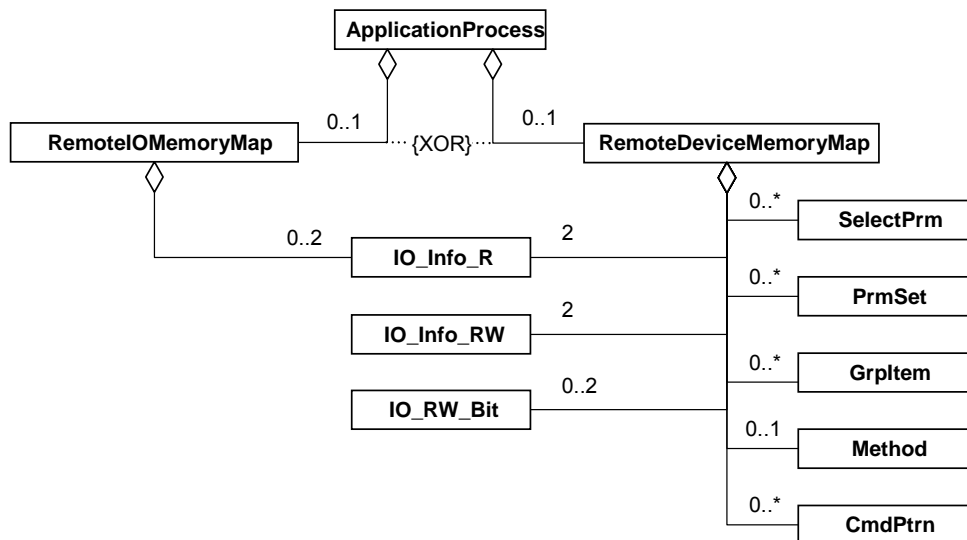 ApplicationProcess
0..1
0..1
RemoteIOMemoryMap
{XOR}
RemoteDeviceMemoryMap
0..*
SelectPrm
0..2
IO_Info_R
2
0..*
PrmSet
IO_Info_RW
2
0..*
GrpItem
IO_RW_Bit
0..2
0..1
Method
0..*
CmdPtrn